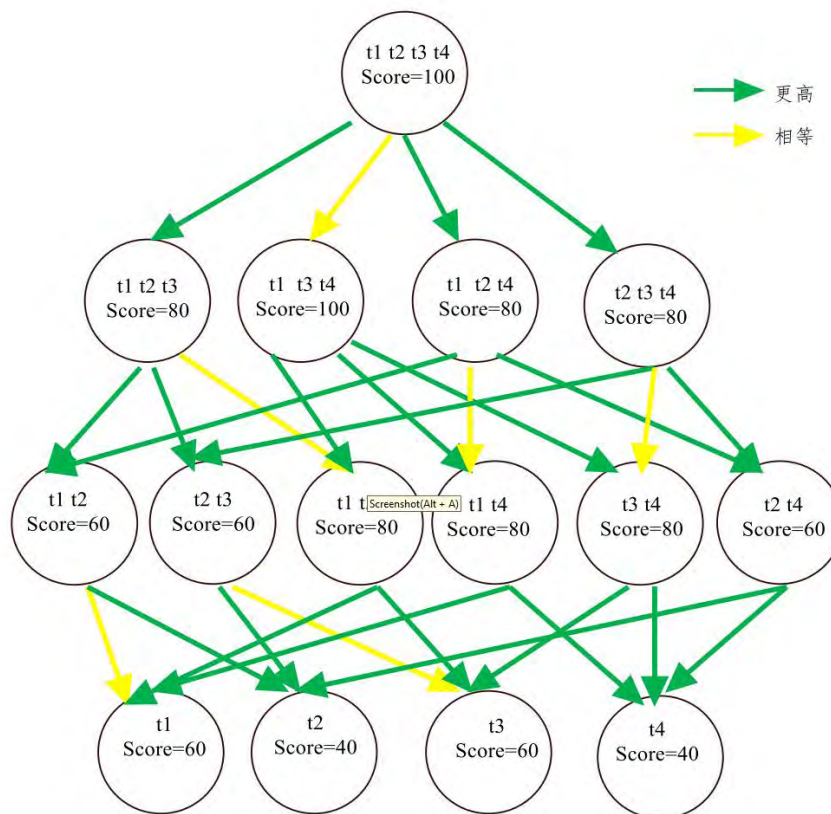 t1 t2 t3 t4
Score=100
更高
相等
t1 t2 t3
Score=80
t1 t3 t4
Score=100
t1 t2 t4
Score=80
t2 t3 t4
Score=80
t1 t2
Score=60
t2 t3
Score=60
t1
Screenshot(Alt + A)
Score=80
t1 t4
Score=80
t3 t4
Score=80
t2 t4
Score=60
t1
Score=60
t2
Score=40
t3
Score=60
t4
Score=40